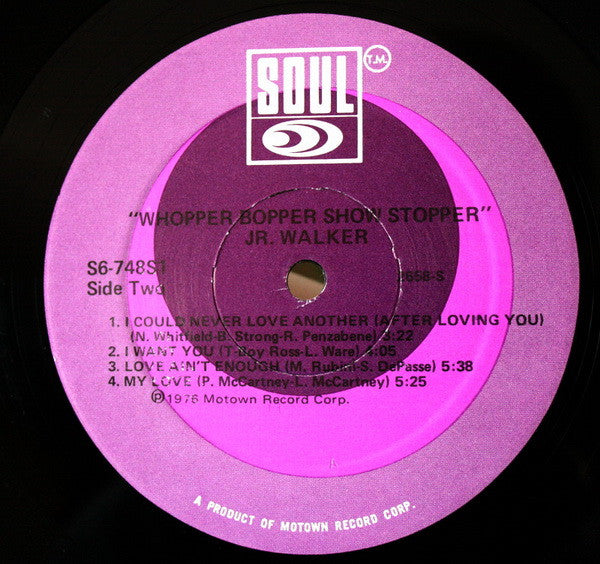 SOUL T.M.
"WHOPPER BOPPER SHOW STOPPER"
JR. WALKER
S6-748S1
Side Two
1. I COULD NEVER LOVE ANOTHER (AFTER LOVING YOU)
(N. Whitfield-B. Strong-R. Penzabene) 3:22
2. I WANT YOU (T-Boy Ross-L. Ware) 4:05
3. LOVE AIN'T ENOUGH (M. Rubini-S. DePasse) 5:38
4. MY LOVE (P. McCartney-L. McCartney) 5:25
℗1976 Motown Record Corp.
A PRODUCT OF MOTOWN RECORD CORP.